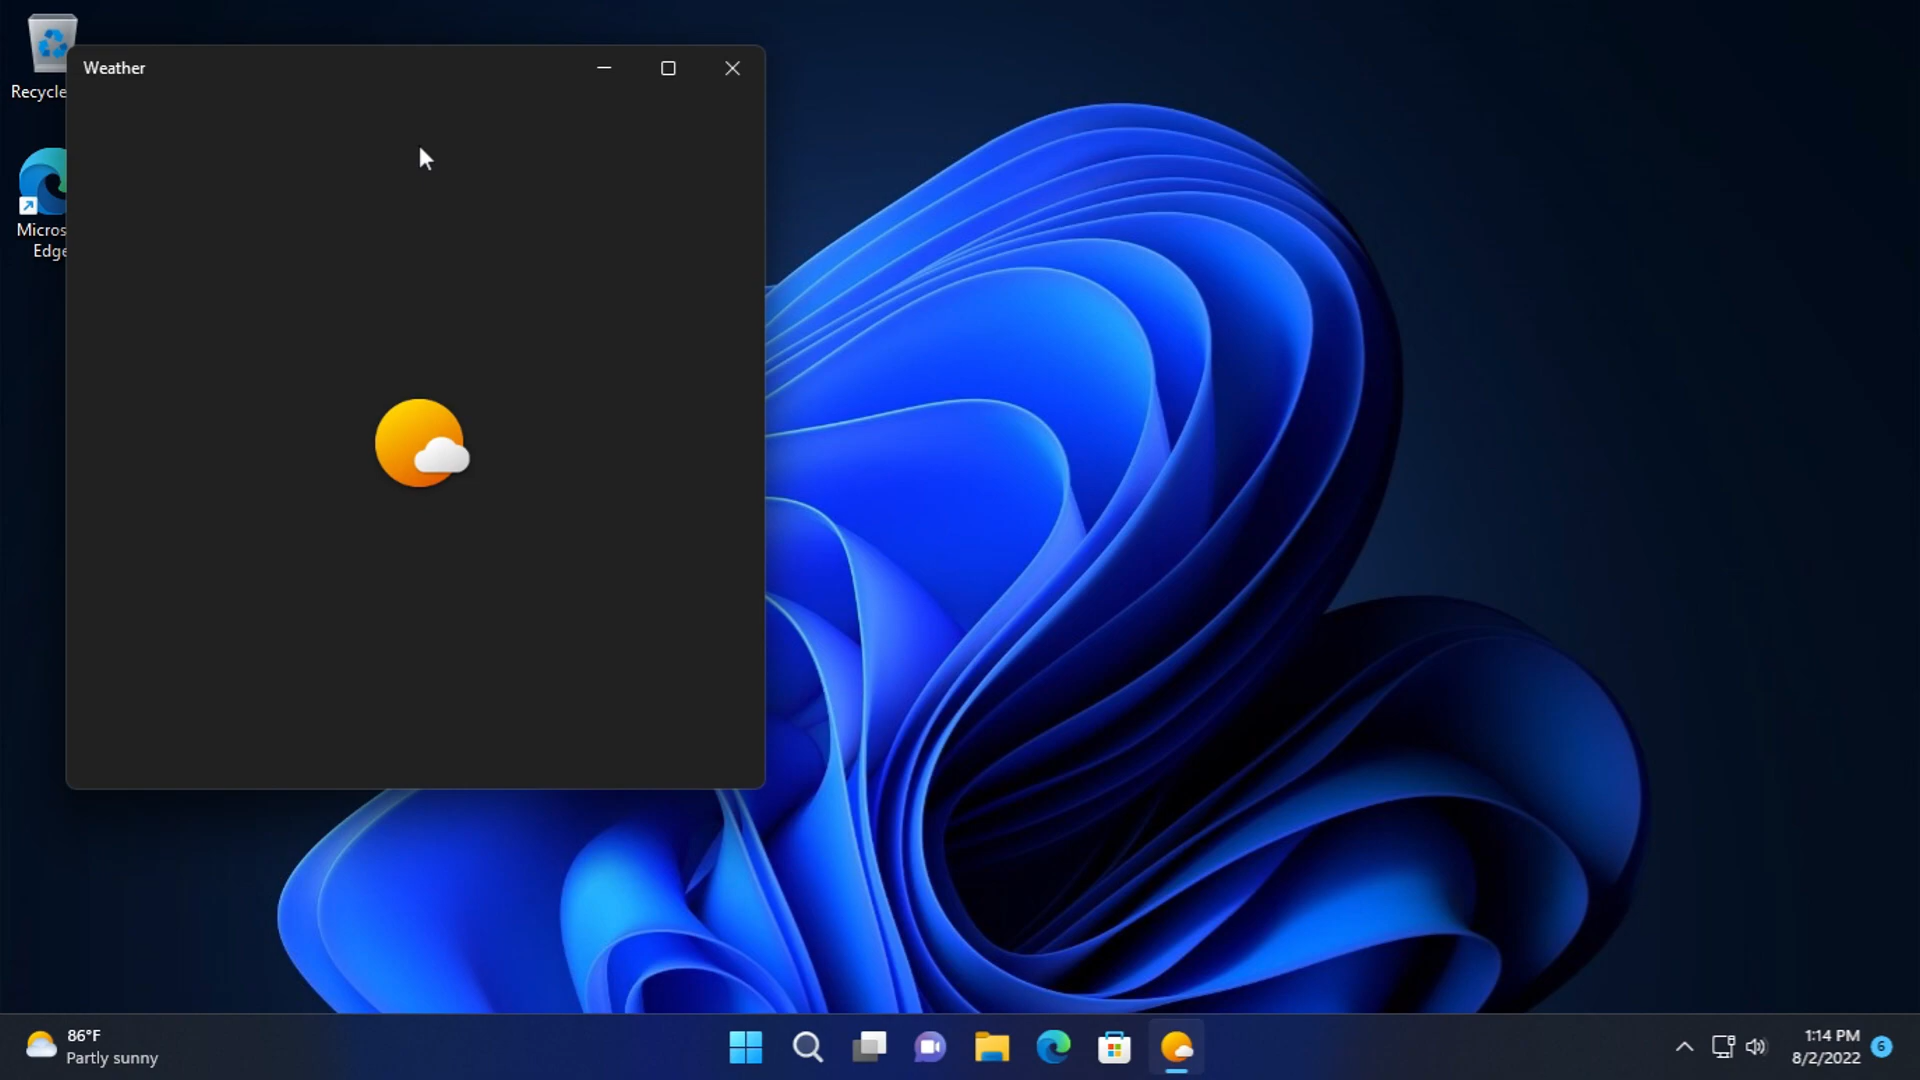 Weather
Recycle
Micros
Edge
86°F
Partly sunny
1:14 PM
8/2/2022
6